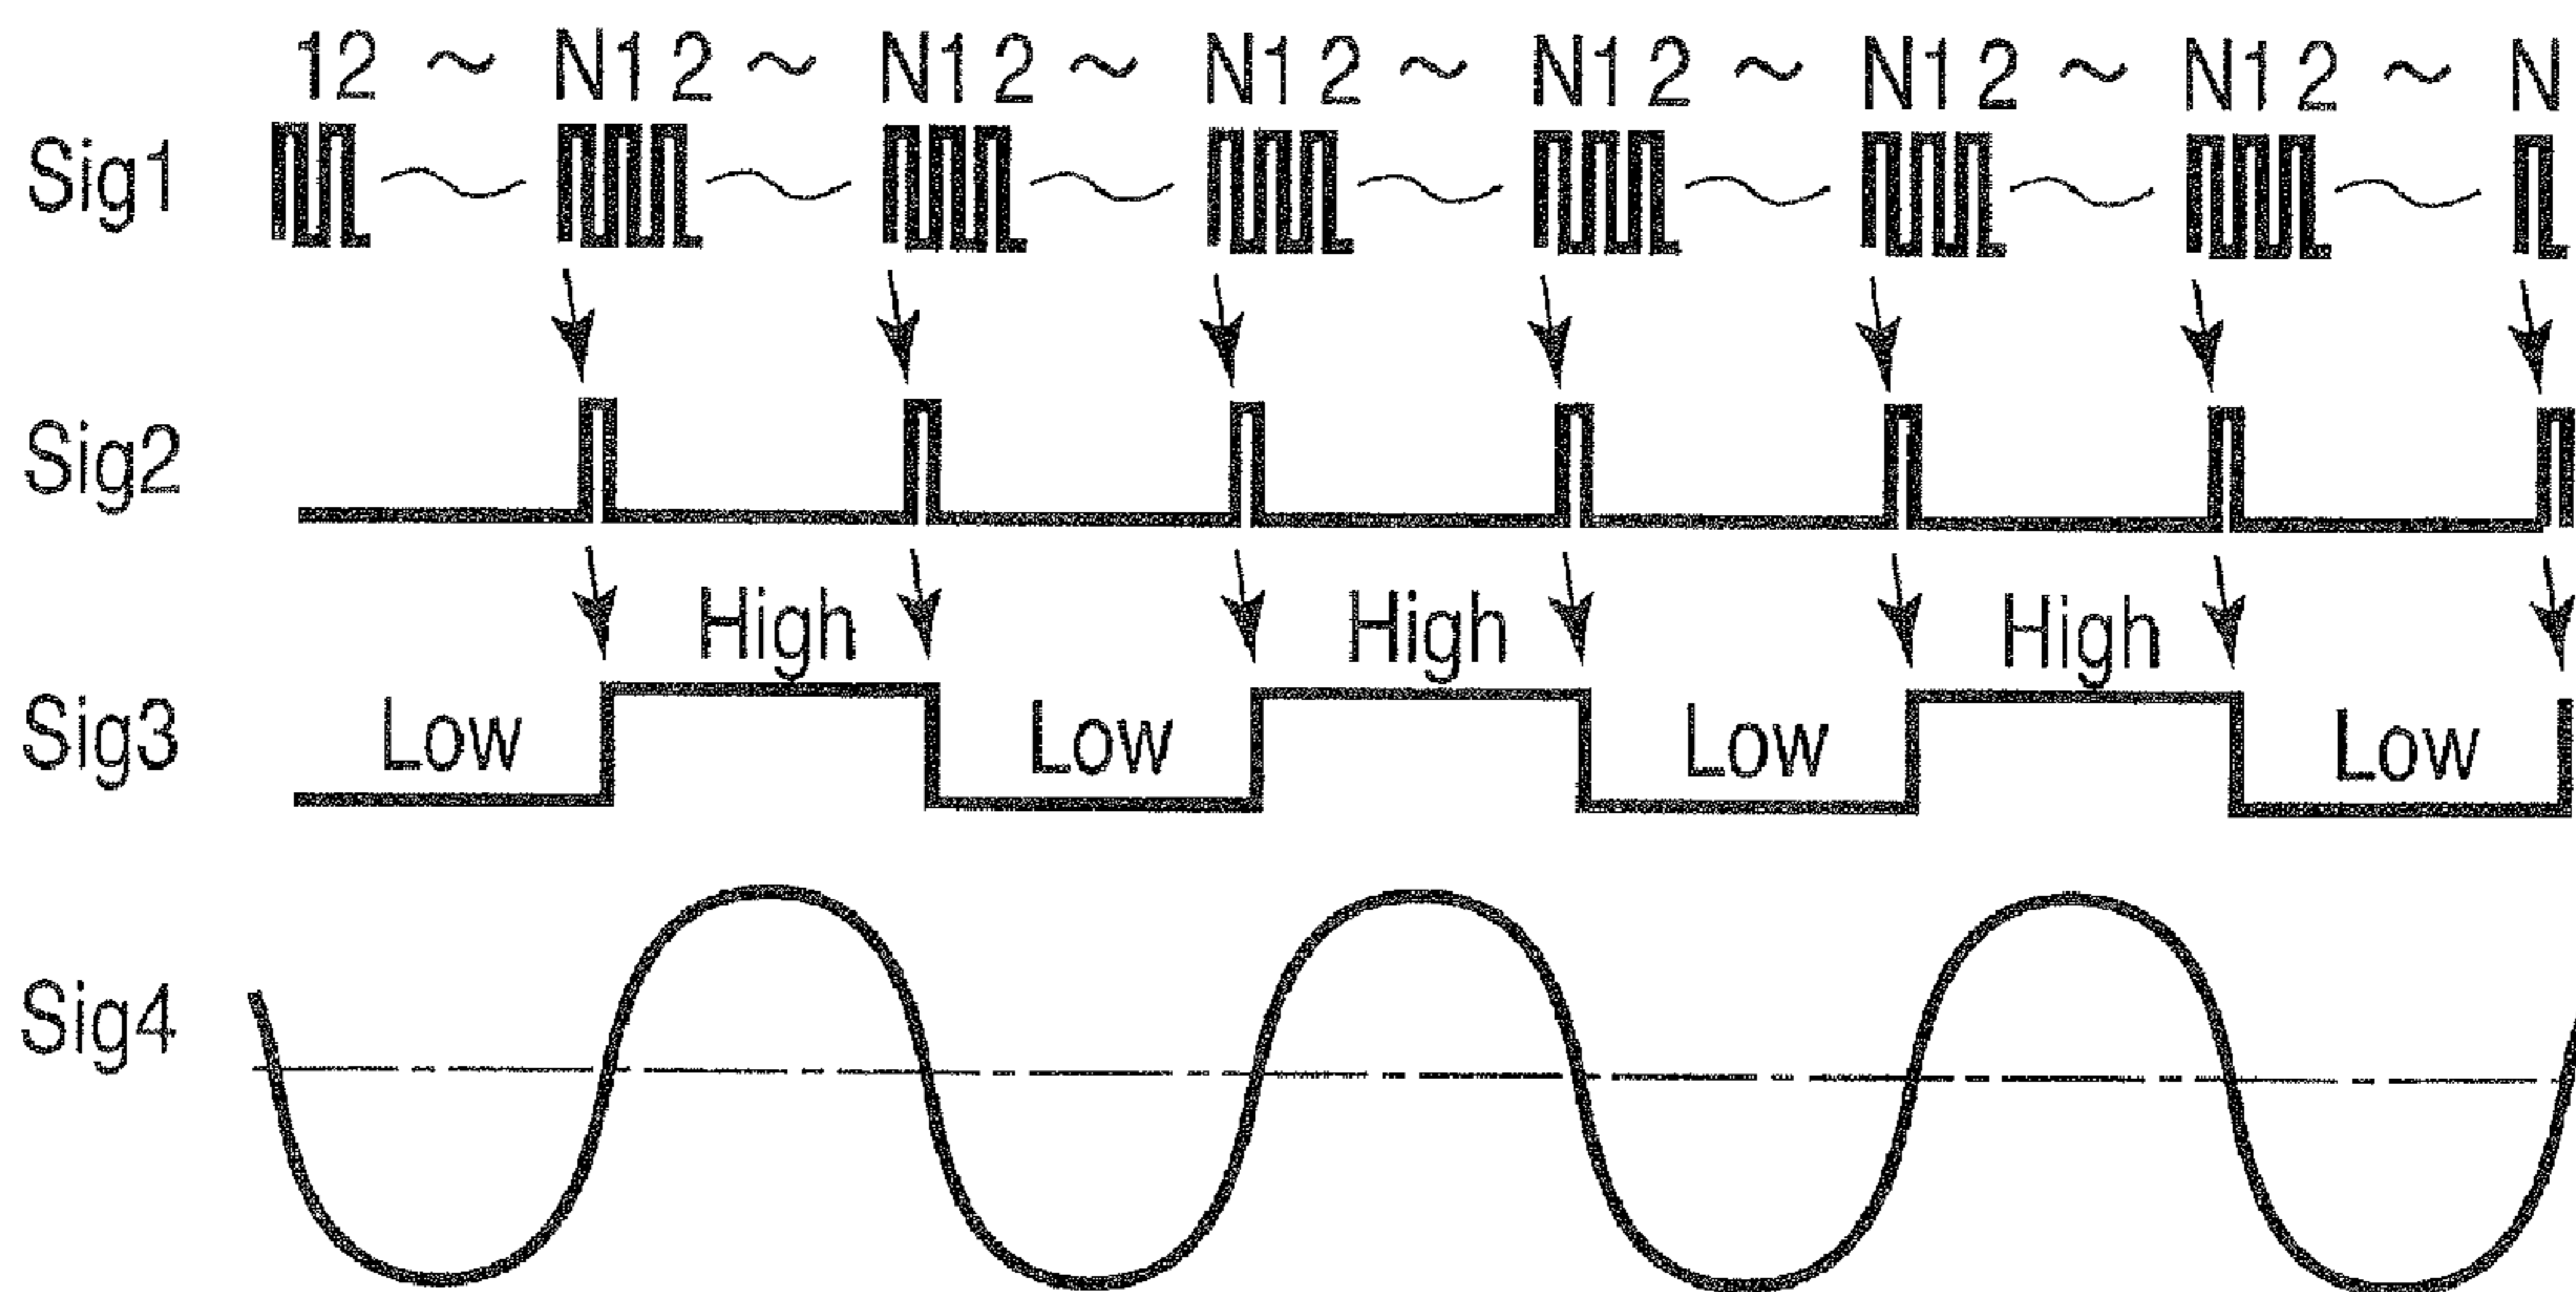 12 ~ N1 2 ~ N1 2 ~ N1 2 ~ N1 2 ~ N1 2 ~ N1 2 ~ N
Sig1
Sig2
High High High
Sig3 Low Low Low Low
Sig4